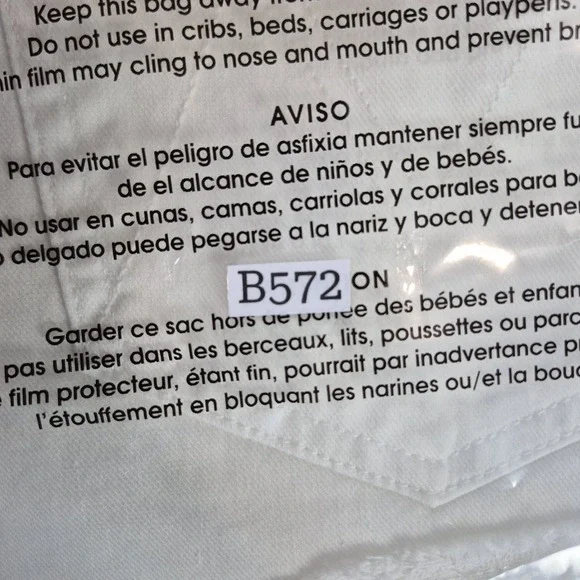 Keep this bag away
Do not use in cribs, beds, carriages or playpens.
film may cling to nose and mouth and prevent
AVISO
Para evitar el peligro de asfixia mantener siempre
de el alcance de niños y de bebés.
No usar en cunas, camas, carriolas y corrales para
delgado puede pegarse a la nariz y boca y
B572 ON
Garder ce sac hors de portée des bébés et
pas utiliser dans les berceaux, lits, poussettes ou
film protecteur, étant fin, pourrait par inadvertance
l'étouffement en bloquant les narines ou/et la